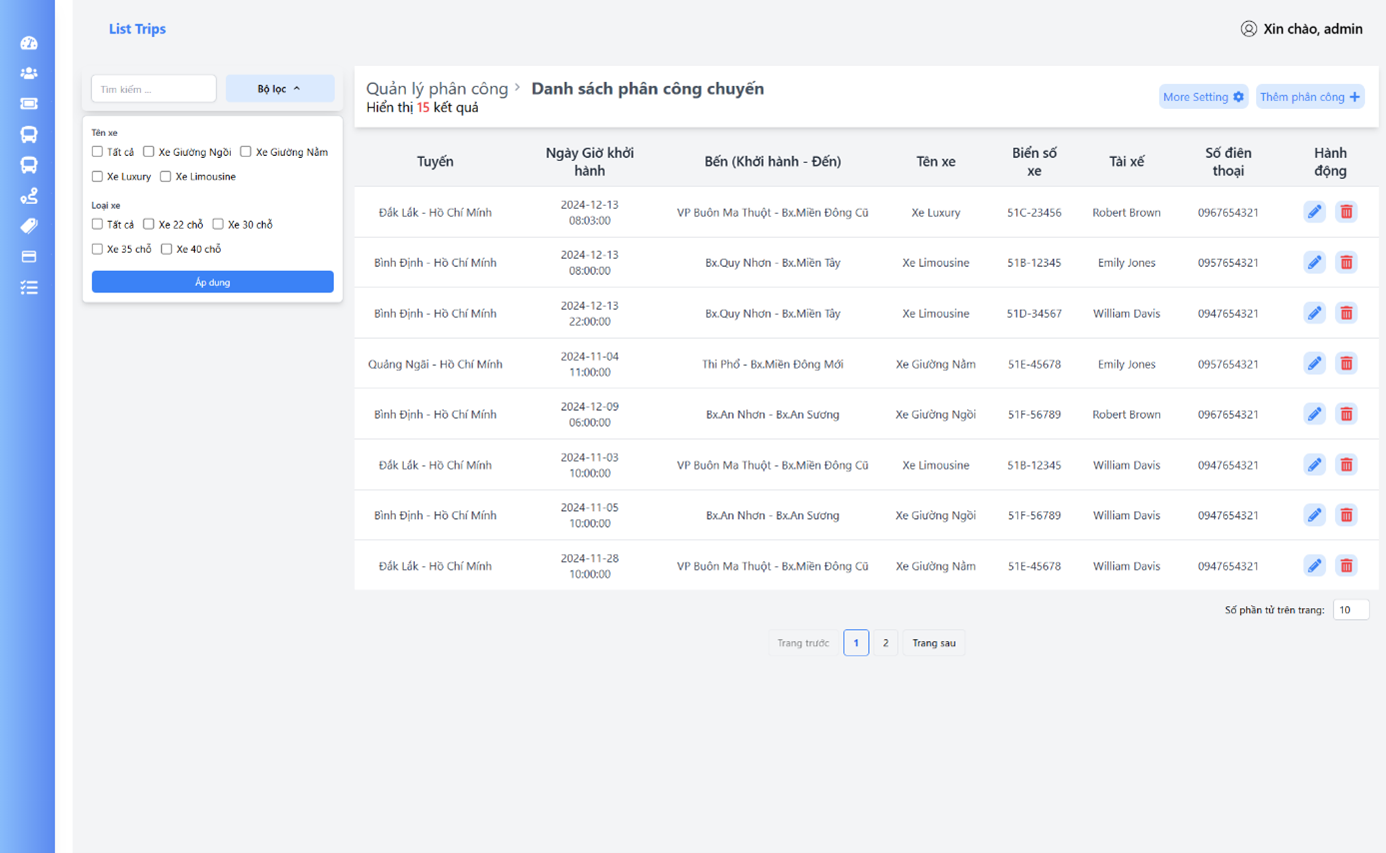 List Trips
Xin chào, admin
Tìm kiếm ...
Bộ lọc
Tên xe
Tất cả Xe Giường Ngồi Xe Giường Nằm
Xe Luxury Xe Limousine
Loại xe
Tất cả Xe 22 chỗ Xe 30 chỗ
Xe 35 chỗ Xe 40 chỗ
Áp dụng
Quản lý phân công > Danh sách phân công chuyến
Hiển thị 15 kết quả
More Setting
Thêm phân công +
Tuyến Ngày Giờ khởi hành Bến (Khởi hành - Đến) Tên xe Biển số xe Tài xế Số điên thoại Hành động
Đắk Lắk - Hồ Chí Minh 2024-12-13 08:03:00 VP Buôn Ma Thuột - Bx.Miền Đông Cũ Xe Luxury 51C-23456 Robert Brown 0967654321
Bình Định - Hồ Chí Minh 2024-12-13 08:00:00 Bx.Quy Nhơn - Bx.Miền Tây Xe Limousine 51B-12345 Emily Jones 0957654321
Bình Định - Hồ Chí Minh 2024-12-13 22:00:00 Bx.Quy Nhơn - Bx.Miền Tây Xe Limousine 51D-34567 William Davis 0947654321
Quảng Ngãi - Hồ Chí Minh 2024-11-04 11:00:00 Thi Phổ - Bx.Miền Đông Mới Xe Giường Nằm 51E-45678 Emily Jones 0957654321
Bình Định - Hồ Chí Minh 2024-12-09 06:00:00 Bx.An Nhơn - Bx.An Sương Xe Giường Ngồi 51F-56789 Robert Brown 0967654321
Đắk Lắk - Hồ Chí Minh 2024-11-03 10:00:00 VP Buôn Ma Thuột - Bx.Miền Đông Cũ Xe Limousine 51B-12345 William Davis 0947654321
Bình Định - Hồ Chí Minh 2024-11-05 10:00:00 Bx.An Nhơn - Bx.An Sương Xe Giường Ngồi 51F-56789 William Davis 0947654321
Đắk Lắk - Hồ Chí Minh 2024-11-28 10:00:00 VP Buôn Ma Thuột - Bx.Miền Đông Cũ Xe Giường Nằm 51E-45678 William Davis 0947654321
Số phần tử trên trang: 10
Trang trước 1 2 Trang sau